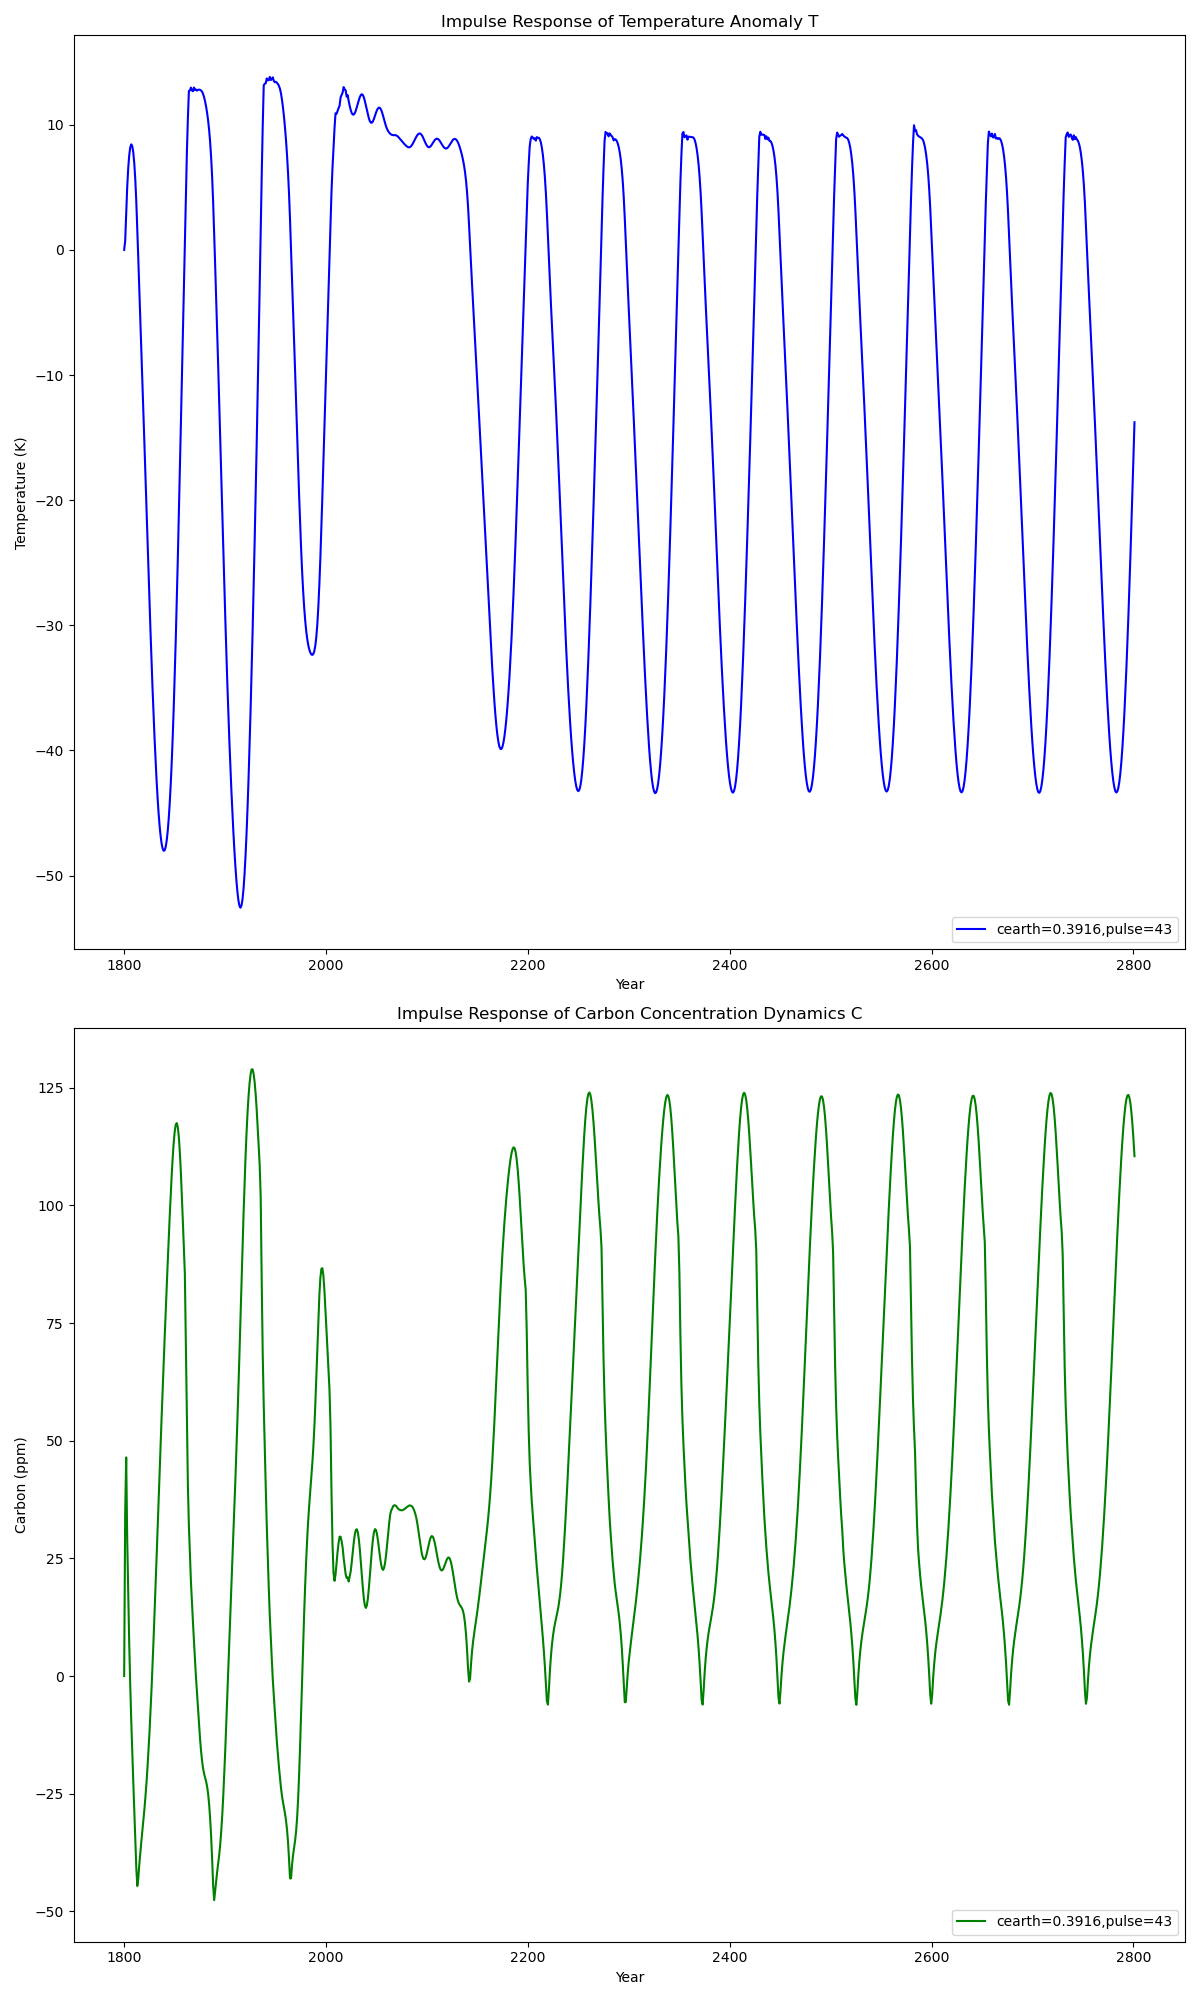 Impulse Response of Temperature Anomaly T
Temperature (K)
10
0
−10
−20
−30
−40
−50
cearth=0.3916,pulse=43
1800 2000 2200 2400 2600 2800
Year
Impulse Response of Carbon Concentration Dynamics C
Carbon (ppm)
125
100
75
50
25
0
−25
−50
cearth=0.3916,pulse=43
1800 2000 2200 2400 2600 2800
Year